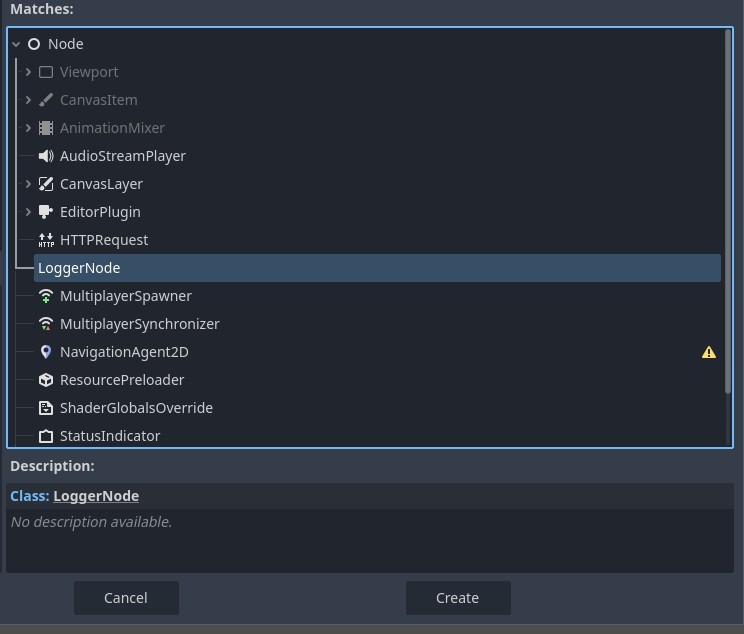 Matches:
Node
Viewport
CanvasItem
AnimationMixer
AudioStreamPlayer
CanvasLayer
EditorPlugin
HTTP HTTPRequest
LoggerNode
MultiplayerSpawner
MultiplayerSynchronizer
NavigationAgent2D
ResourcePreloader
ShaderGlobalsOverride
StatusIndicator
Description:
Class: LoggerNode
No description available.
Cancel Create